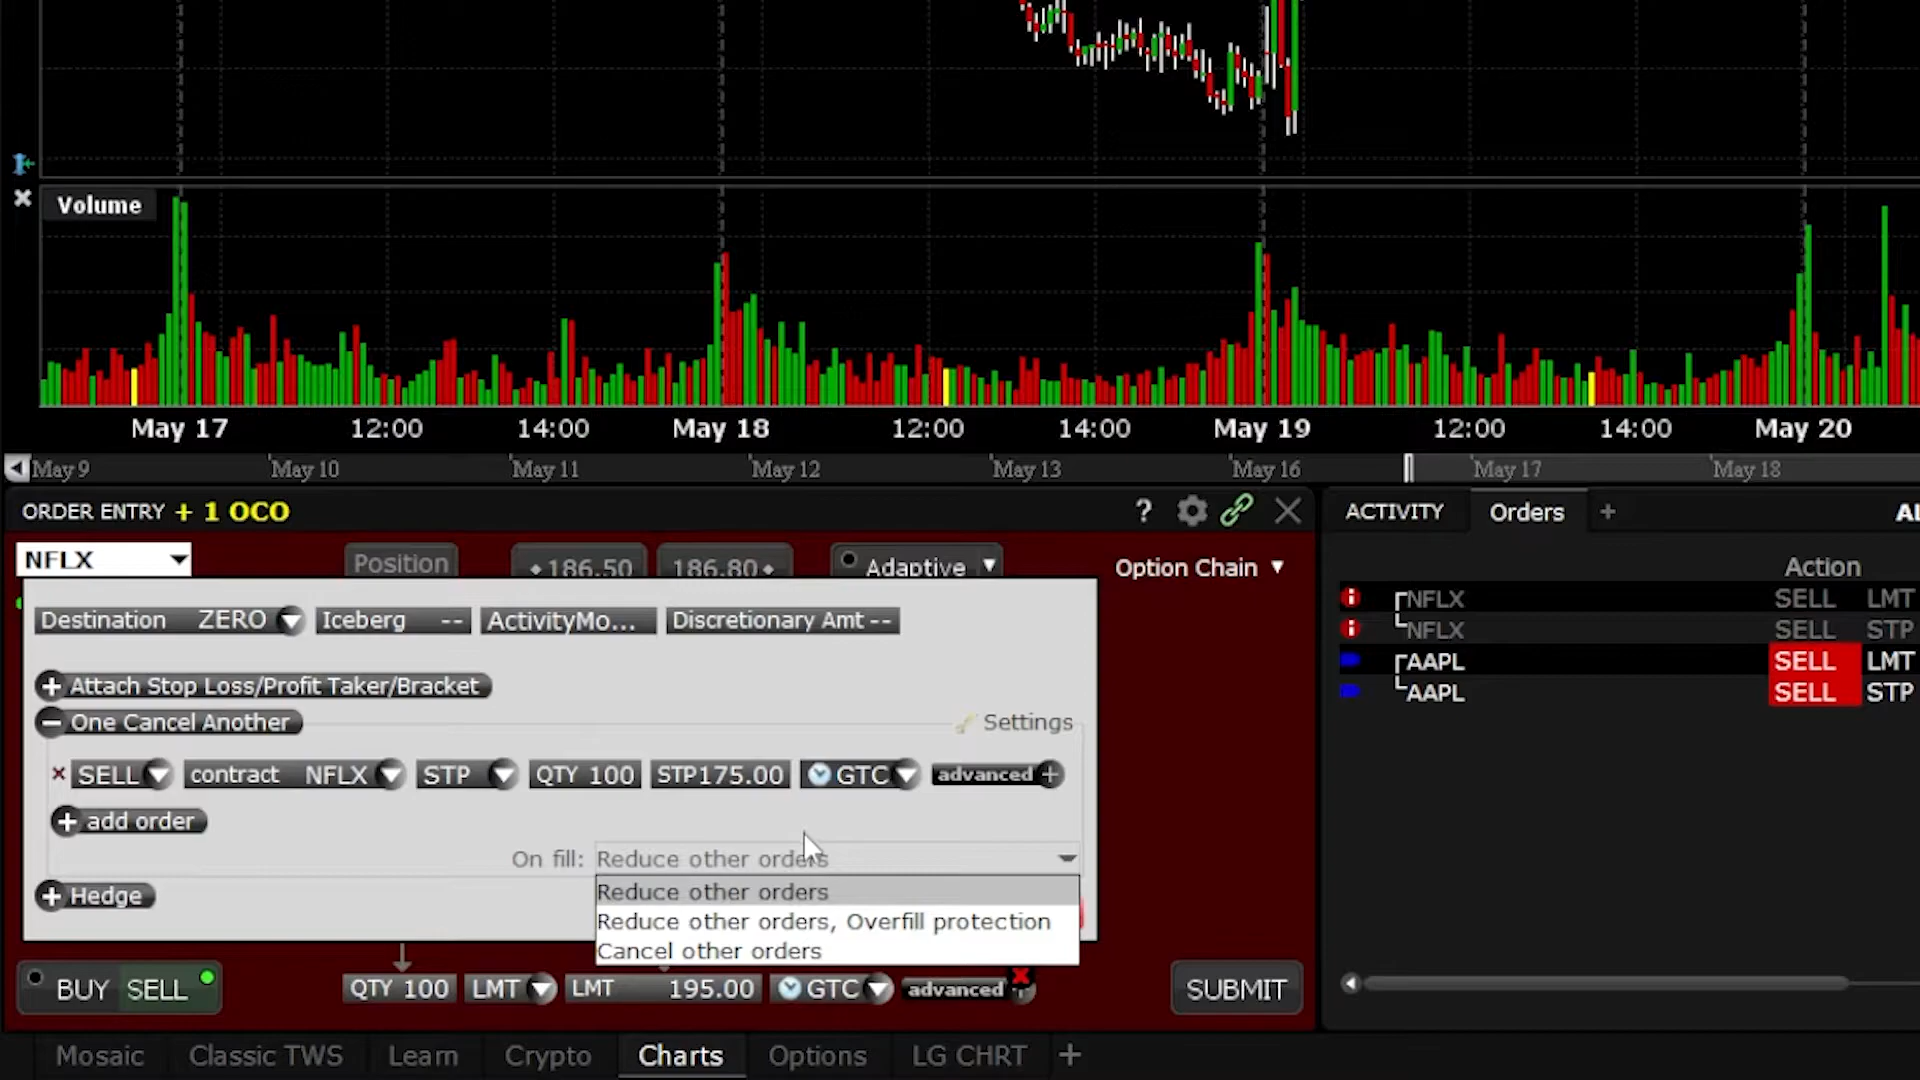 Volume
May 17 12:00 14:00 May 18 12:00 14:00 May 19 12:00 14:00 May 20
May 9 May 10 May 11 May 12 May 13 May 16 May 17 May 18
ORDER ENTRY + 1 OCO ?
ACTIVITY Orders +
NFLX Position 186.50 186.80 Adaptive Option Chain
Action
Destination ZERO Iceberg -- ActivityMo... Discretionary Amt --
+ Attach Stop Loss/Profit Taker/Bracket
− One Cancel Another Settings
x SELL contract NFLX STP QTY 100 STP175.00 GTC advanced +
+ add order
On fill: Reduce other orders
Reduce other orders
Reduce other orders, Overfill protection
Cancel other orders
+ Hedge
BUY SELL QTY 100 LMT LMT 195.00 GTC advanced SUBMIT
NFLX SELL LMT
NFLX SELL STP
AAPL SELL LMT
AAPL SELL STP
Mosaic Classic TWS Learn Crypto Charts Options LG CHRT +